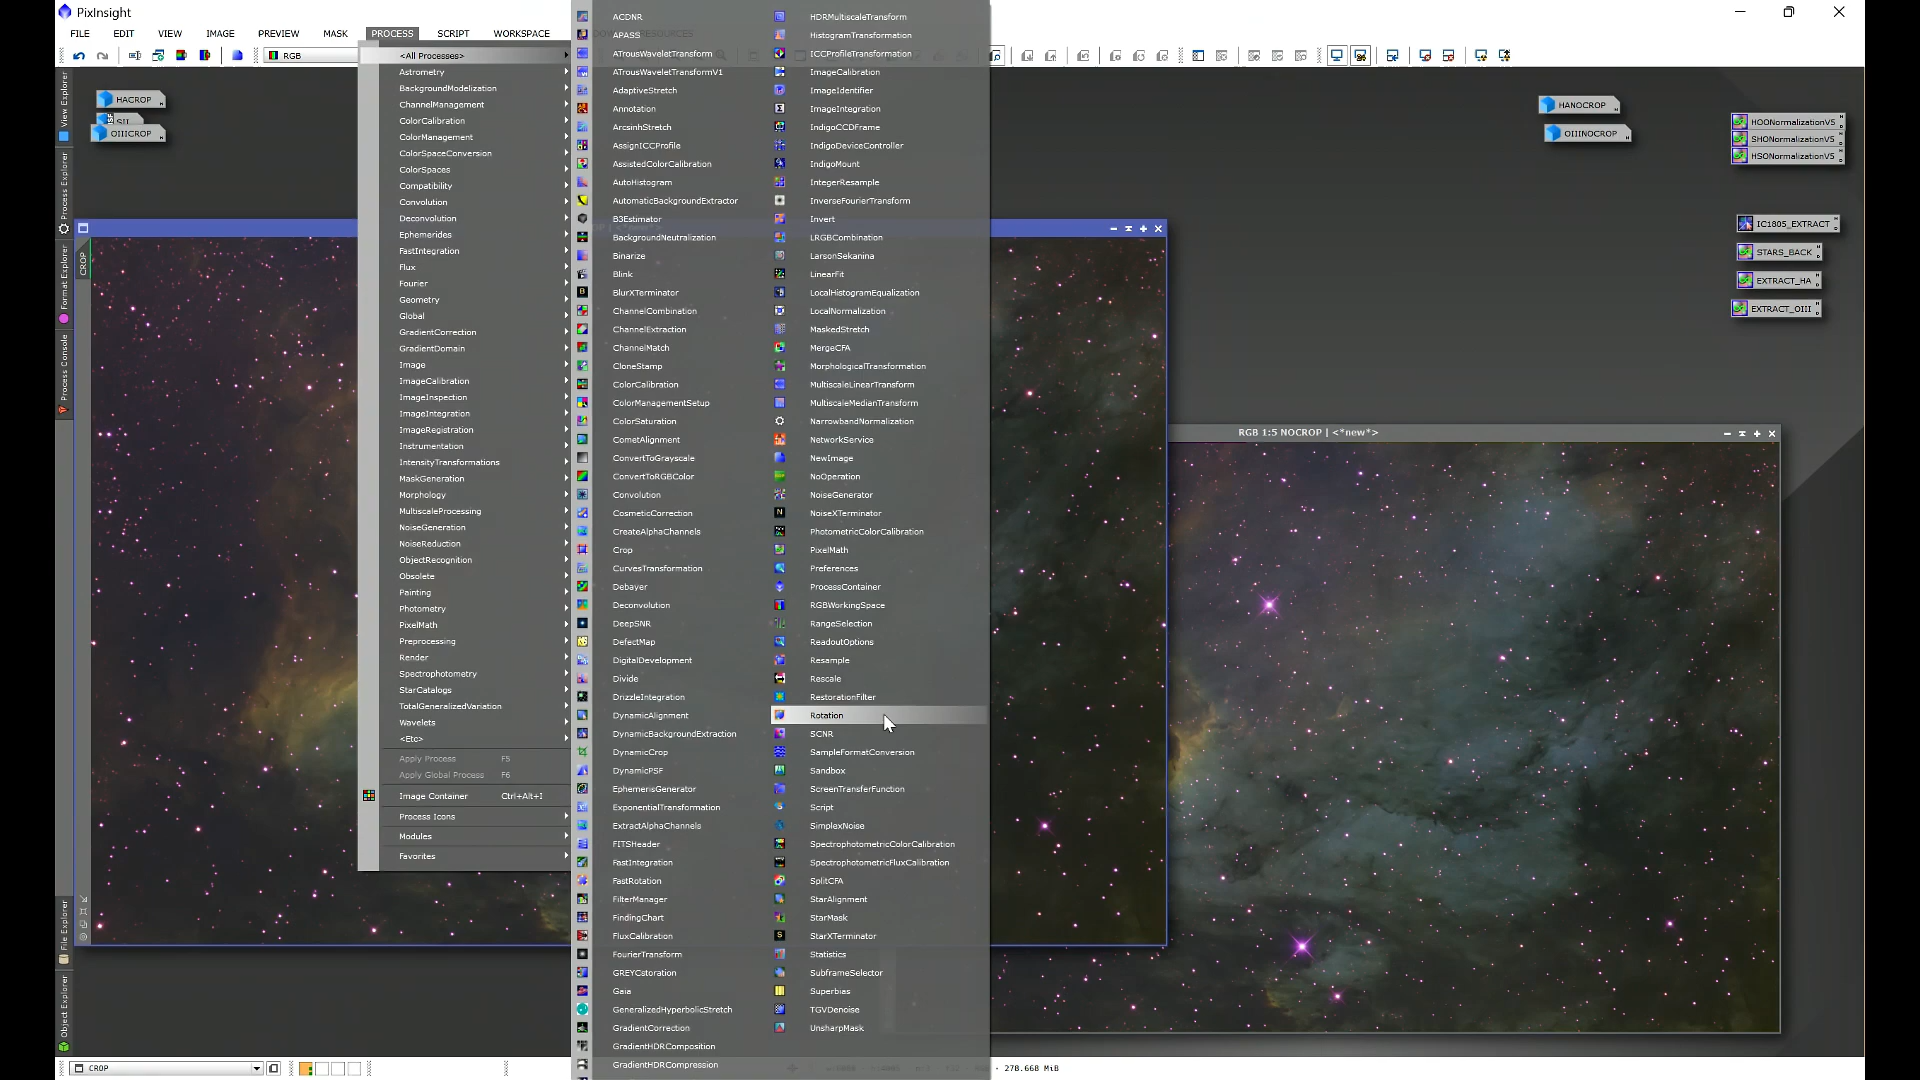 PixInsight
FILE EDIT VIEW IMAGE PREVIEW MASK PROCESS SCRIPT WORKSPACE
RGB
View Explorer
Process Explorer
Format Explorer
Process Console
File Explorer
Object Explorer
HACROP
SII
OIIICROP
CROP
<All Processes>
Astrometry
BackgroundModelization
ChannelManagement
ColorCalibration
ColorManagement
ColorSpaceConversion
ColorSpaces
Compatibility
Convolution
Deconvolution
Ephemerides
FastIntegration
Flux
Fourier
Geometry
Global
GradientCorrection
GradientDomain
Image
ImageCalibration
ImageInspection
ImageIntegration
ImageRegistration
Instrumentation
IntensityTransformations
MaskGeneration
Morphology
MultiscaleProcessing
NoiseGeneration
NoiseReduction
ObjectRecognition
Obsolete
Painting
Photometry
PixelMath
Preprocessing
Render
Spectrophotometry
StarCatalogs
TotalGeneralizedVariation
Wavelets
<Etc>
Apply Process F5
Apply Global Process F6
Image Container Ctrl+Alt+I
Process Icons
Modules
Favorites
ACDNR
APASS
ATrousWaveletTransform
ATrousWaveletTransformV1
AdaptiveStretch
Annotation
ArcsinhStretch
AssignICCProfile
AssistedColorCalibration
AutoHistogram
AutomaticBackgroundExtractor
B3Estimator
BackgroundNeutralization
Binarize
Blink
BlurXTerminator
ChannelCombination
ChannelExtraction
ChannelMatch
CloneStamp
ColorCalibration
ColorManagementSetup
ColorSaturation
CometAlignment
ConvertToGrayscale
ConvertToRGBColor
Convolution
CosmeticCorrection
CreateAlphaChannels
Crop
CurvesTransformation
Debayer
Deconvolution
DeepSNR
DefectMap
DigitalDevelopment
Divide
DrizzleIntegration
DynamicAlignment
DynamicBackgroundExtraction
DynamicCrop
DynamicPSF
EphemerisGenerator
ExponentialTransformation
ExtractAlphaChannels
FITSHeader
FastIntegration
FastRotation
FilterManager
FindingChart
FluxCalibration
FourierTransform
GREYCstoration
Gaia
GeneralizedHyperbolicStretch
GradientCorrection
GradientHDRComposition
GradientHDRCompression
HDRMultiscaleTransform
HistogramTransformation
ICCProfileTransformation
ImageCalibration
ImageIdentifier
ImageIntegration
IndigoCCDFrame
IndigoDeviceController
IndigoMount
IntegerResample
InverseFourierTransform
Invert
LRGBCombination
LarsonSekanina
LinearFit
LocalHistogramEqualization
LocalNormalization
MaskedStretch
MergeCFA
MorphologicalTransformation
MultiscaleLinearTransform
MultiscaleMedianTransform
NarrowbandNormalization
NetworkService
NewImage
NoOperation
NoiseGenerator
NoiseXTerminator
PhotometricColorCalibration
PixelMath
Preferences
ProcessContainer
RGBWorkingSpace
RangeSelection
ReadoutOptions
Resample
Rescale
RestorationFilter
Rotation
SCNR
SampleFormatConversion
Sandbox
ScreenTransferFunction
Script
SimplexNoise
SpectrophotometricColorCalibration
SpectrophotometricFluxCalibration
SplitCFA
StarAlignment
StarMask
StarXTerminator
Statistics
SubframeSelector
Superbias
TGVDenoise
UnsharpMask
HANOCROP
OIIINOCROP
HOONormalizationV5
SHONormalizationV5
HSONormalizationV5
IC1805_EXTRACT
STARS_BACK
EXTRACT_HA
EXTRACT_OIII
RGB 1:5 NOCROP | <*new*>
CROP
278.668 MiB